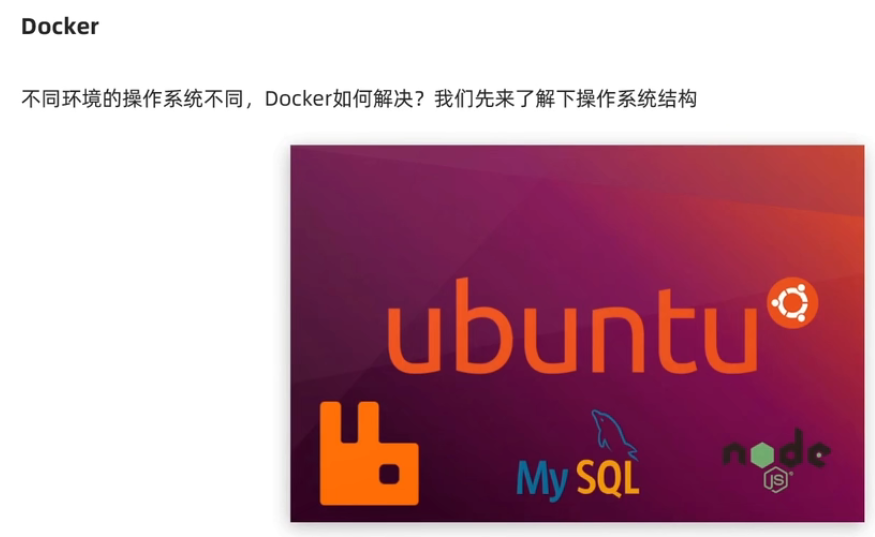 Docker
不同环境的操作系统不同，Docker如何解决？我们先来了解下操作系统结构
ubuntu
MySQL
node
JS